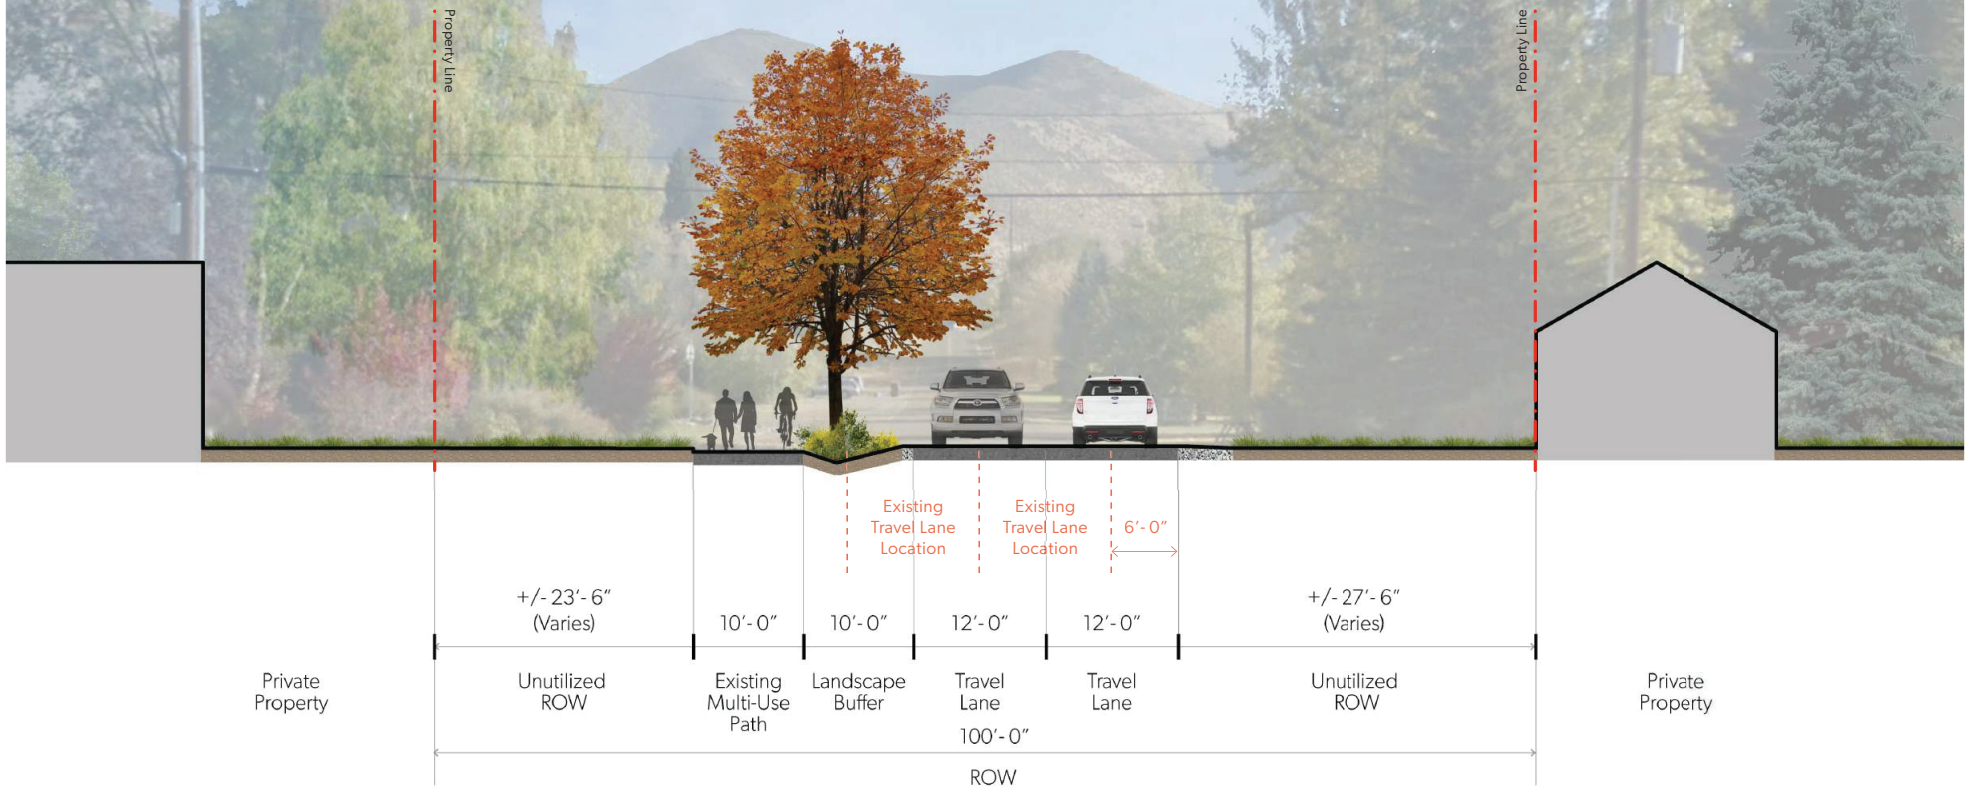 Property Line
Property Line
Existing
Travel Lane
Location
Existing
Travel Lane
Location
6'- 0"
+/- 23'- 6"
(Varies)
10'- 0"
10'- 0"
12'- 0"
12'- 0"
+/- 27'- 6"
(Varies)
Private
Property
Unutilized
ROW
Existing
Multi-Use
Path
Landscape
Buffer
Travel
Lane
Travel
Lane
Unutilized
ROW
Private
Property
100'- 0"
ROW